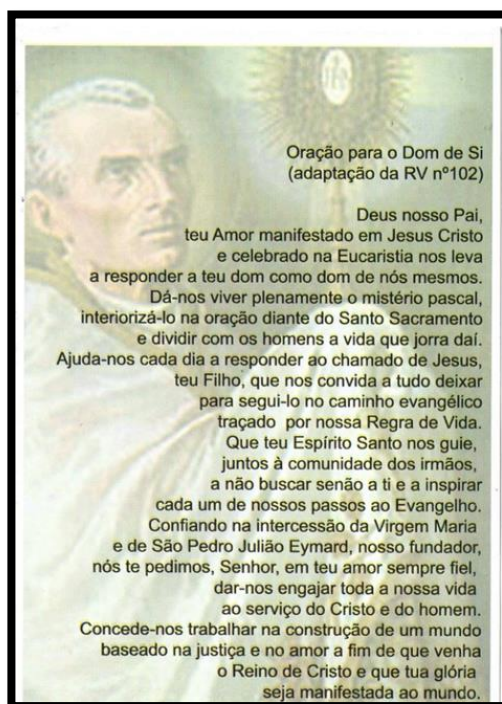 Oração para o Dom de Si
(adaptação da RV nº102)
Deus nosso Pai,
teu Amor manifestado em Jesus Cristo
e celebrado na Eucaristia nos leva
a responder a teu dom como dom de nós mesmos.
Dá-nos viver plenamente o mistério pascal,
interiorizá-lo na oração diante do Santo Sacramento
e dividir com os homens a vida que jorra daí.
Ajuda-nos cada dia a responder ao chamado de Jesus,
teu Filho, que nos convida a tudo deixar
para segui-lo no caminho evangélico
traçado por nossa Regra de Vida.
Que teu Espírito Santo nos guie,
juntos à comunidade dos irmãos,
a não buscar senão a ti e a inspirar
cada um de nossos passos ao Evangelho.
Confiando na intercessão da Virgem Maria
e de São Pedro Julião Eymard, nosso fundador,
nós te pedimos, Senhor, em teu amor sempre fiel,
dar-nos engajar toda a nossa vida
ao serviço do Cristo e do homem.
Concede-nos trabalhar na construção de um mundo
baseado na justiça e no amor a fim de que venha
o Reino de Cristo e que tua glória
seja manifestada ao mundo.